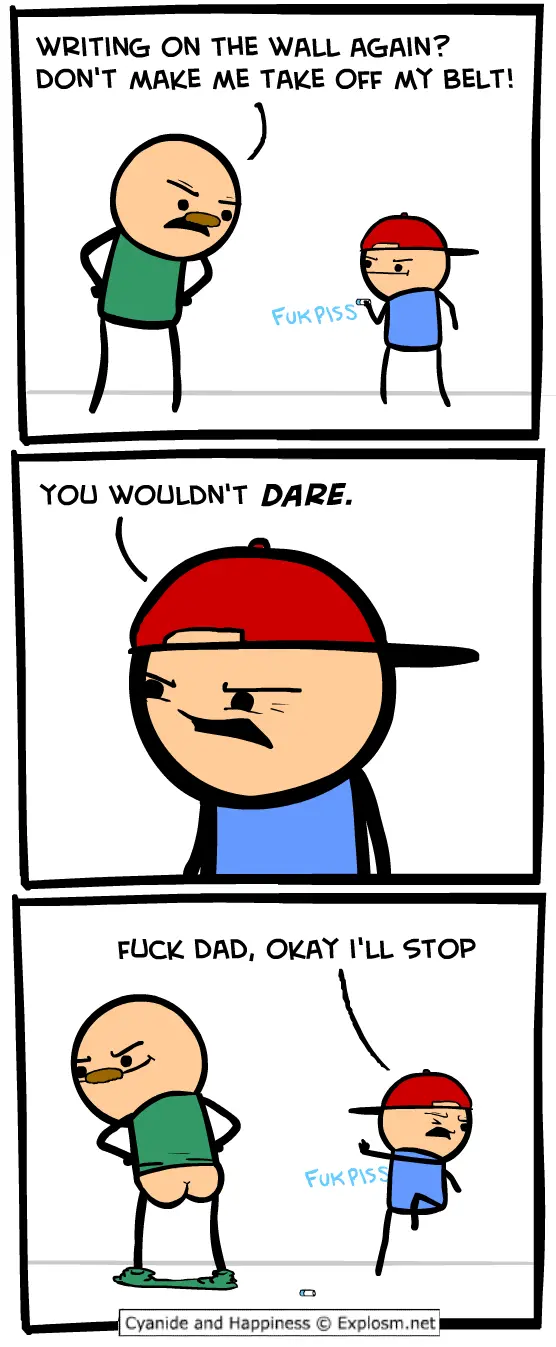 WRITING ON THE WALL AGAIN?
DON'T MAKE ME TAKE OFF MY BELT!
FUKPISS
YOU WOULDN'T DARE.
FUCK DAD, OKAY I'LL STOP
FUKPISS
Cyanide and Happiness © Explosm.net